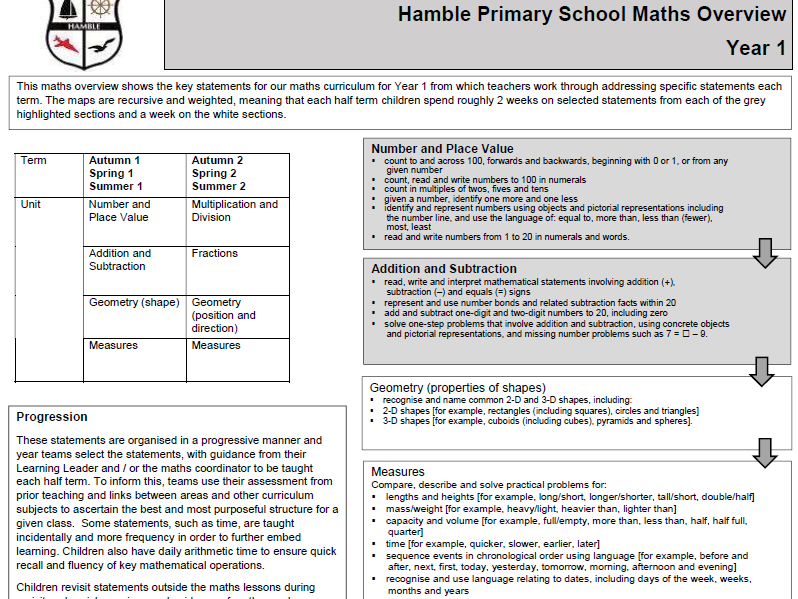 HAMBLE
Hamble Primary School Maths Overview
Year 1
This maths overview shows the key statements for our maths curriculum for Year 1 from which teachers work through addressing specific statements each
term. The maps are recursive and weighted, meaning that each half term children spend roughly 2 weeks on selected statements from each of the grey
highlighted sections and a week on the white sections.
Term
Autumn 1
Spring 1
Summer 1
Autumn 2
Spring 2
Summer 2
Unit
Number and
Place Value
Multiplication and
Division
Addition and
Subtraction
Fractions
Geometry (shape)
Geometry
(position and
direction)
Measures
Measures
Progression
These statements are organised in a progressive manner and
year teams select the statements, with guidance from their
Learning Leader and / or the maths coordinator to be taught
each half term. To inform this, teams use their assessment from
prior teaching and links between areas and other curriculum
subjects to ascertain the best and most purposeful structure for a
given class.  Some statements, such as time, are taught
incidentally and more frequency in order to further embed
learning. Children also have daily arithmetic time to ensure quick
recall and fluency of key mathematical operations.
Children revisit statements outside the maths lessons during
Number and Place Value
▪ count to and across 100, forwards and backwards, beginning with 0 or 1, or from any
given number
▪ count, read and write numbers to 100 in numerals
▪ count in multiples of twos, fives and tens
▪ given a number, identify one more and one less
▪ identify and represent numbers using objects and pictorial representations including
the number line, and use the language of: equal to, more than, less than (fewer),
most, least
▪ read and write numbers from 1 to 20 in numerals and words.
Addition and Subtraction
▪ read, write and interpret mathematical statements involving addition (+),
subtraction (–) and equals (=) signs
▪ represent and use number bonds and related subtraction facts within 20
▪ add and subtract one-digit and two-digit numbers to 20, including zero
▪ solve one-step problems that involve addition and subtraction, using concrete objects
and pictorial representations, and missing number problems such as 7 = ☐ – 9.
Geometry (properties of shapes)
▪ recognise and name common 2-D and 3-D shapes, including:
▪ 2-D shapes [for example, rectangles (including squares), circles and triangles]
▪ 3-D shapes [for example, cuboids (including cubes), pyramids and spheres].
Measures
Compare, describe and solve practical problems for:
▪ lengths and heights [for example, long/short, longer/shorter, tall/short, double/half]
▪ mass/weight [for example, heavy/light, heavier than, lighter than]
▪ capacity and volume [for example, full/empty, more than, less than, half, half full,
quarter]
▪ time [for example, quicker, slower, earlier, later]
▪ sequence events in chronological order using language [for example, before and
after, next, first, today, yesterday, tomorrow, morning, afternoon and evening]
▪ recognise and use language relating to dates, including days of the week, weeks,
months and years